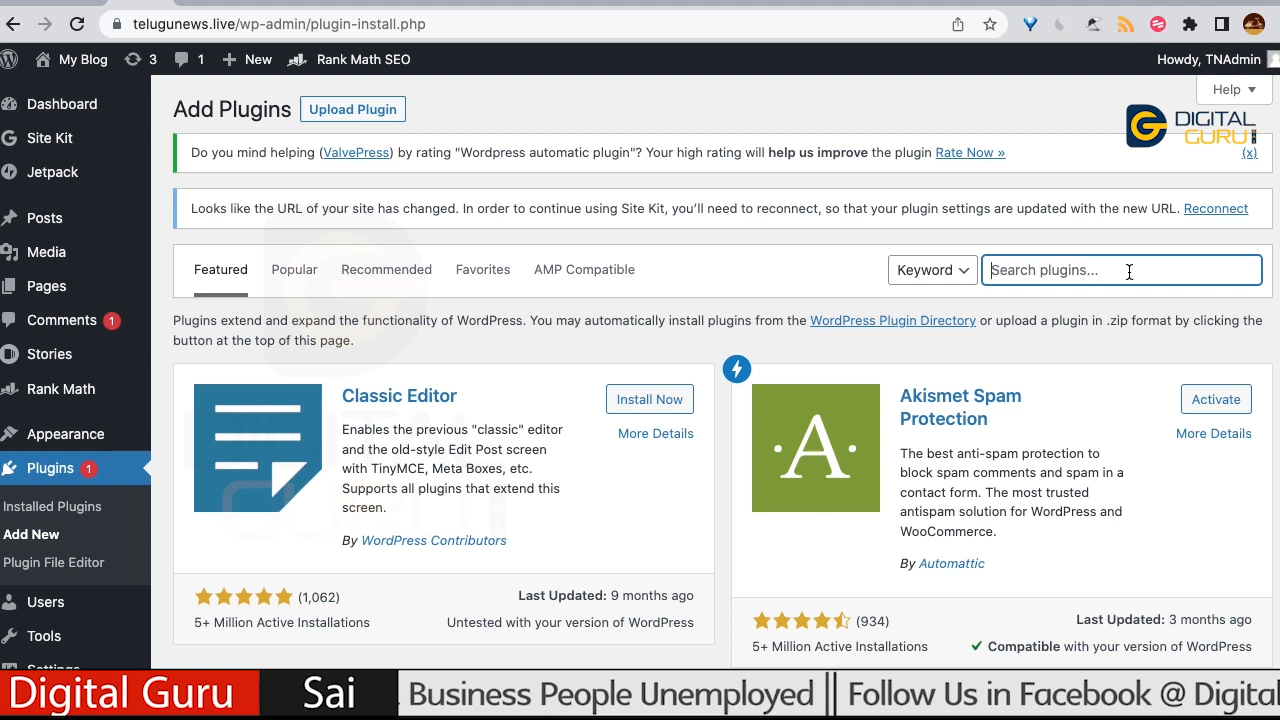 telugunews.live/wp-admin/plugin-install.php
My Blog 3 1 New Rank Math SEO Howdy, TNAdmin
Help
Dashboard
Site Kit
Jetpack
Posts
Media
Pages
Comments 1
Stories
Rank Math
Appearance
Plugins 1
Installed Plugins
Add New
Plugin File Editor
Users
Tools
Settings
Add Plugins Upload Plugin
DIGITAL
GURU
Do you mind helping (ValvePress) by rating "Wordpress automatic plugin"? Your high rating will help us improve the plugin Rate Now »
(x)
Looks like the URL of your site has changed. In order to continue using Site Kit, you’ll need to reconnect, so that your plugin settings are updated with the new URL. Reconnect
Featured Popular Recommended Favorites AMP Compatible Keyword Search plugins...
Plugins extend and expand the functionality of WordPress. You may automatically install plugins from the WordPress Plugin Directory or upload a plugin in .zip format by clicking the
button at the top of this page.
Classic Editor
Install Now
More Details
Enables the previous "classic" editor
and the old-style Edit Post screen
with TinyMCE, Meta Boxes, etc.
Supports all plugins that extend this
screen.
By WordPress Contributors
(1,062)
Last Updated: 9 months ago
5+ Million Active Installations
Untested with your version of WordPress
Akismet Spam
Protection
Activate
More Details
The best anti-spam protection to
block spam comments and spam in a
contact form. The most trusted
antispam solution for WordPress and
WooCommerce.
By Automattic
(934)
Last Updated: 3 months ago
5+ Million Active Installations
Compatible with your version of WordPress
Digital Guru Sai Business People Unemployed || Follow Us in Facebook @ Digital